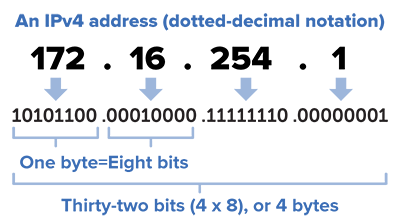 An IPv4 address (dotted-decimal notation)
172 . 16 . 254 . 1
10101100 .00010000 .11111110 .00000001
One byte=Eight bits
Thirty-two bits (4 x 8), or 4 bytes